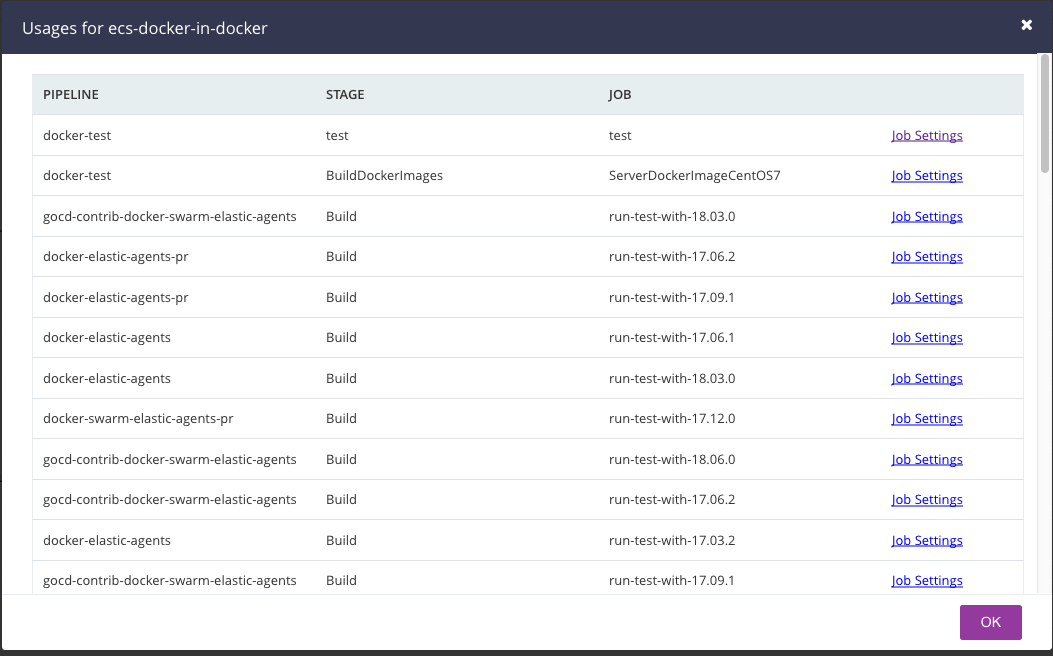 Usages for ecs-docker-in-docker
PIPELINE STAGE JOB
docker-test test test Job Settings
docker-test BuildDockerImages ServerDockerImageCentOS7 Job Settings
gocd-contrib-docker-swarm-elastic-agents Build run-test-with-18.03.0 Job Settings
docker-elastic-agents-pr Build run-test-with-17.06.2 Job Settings
docker-elastic-agents-pr Build run-test-with-17.09.1 Job Settings
docker-elastic-agents Build run-test-with-17.06.1 Job Settings
docker-elastic-agents Build run-test-with-18.03.0 Job Settings
docker-swarm-elastic-agents-pr Build run-test-with-17.12.0 Job Settings
gocd-contrib-docker-swarm-elastic-agents Build run-test-with-18.06.0 Job Settings
gocd-contrib-docker-swarm-elastic-agents Build run-test-with-17.06.2 Job Settings
docker-elastic-agents Build run-test-with-17.03.2 Job Settings
gocd-contrib-docker-swarm-elastic-agents Build run-test-with-17.09.1 Job Settings
OK